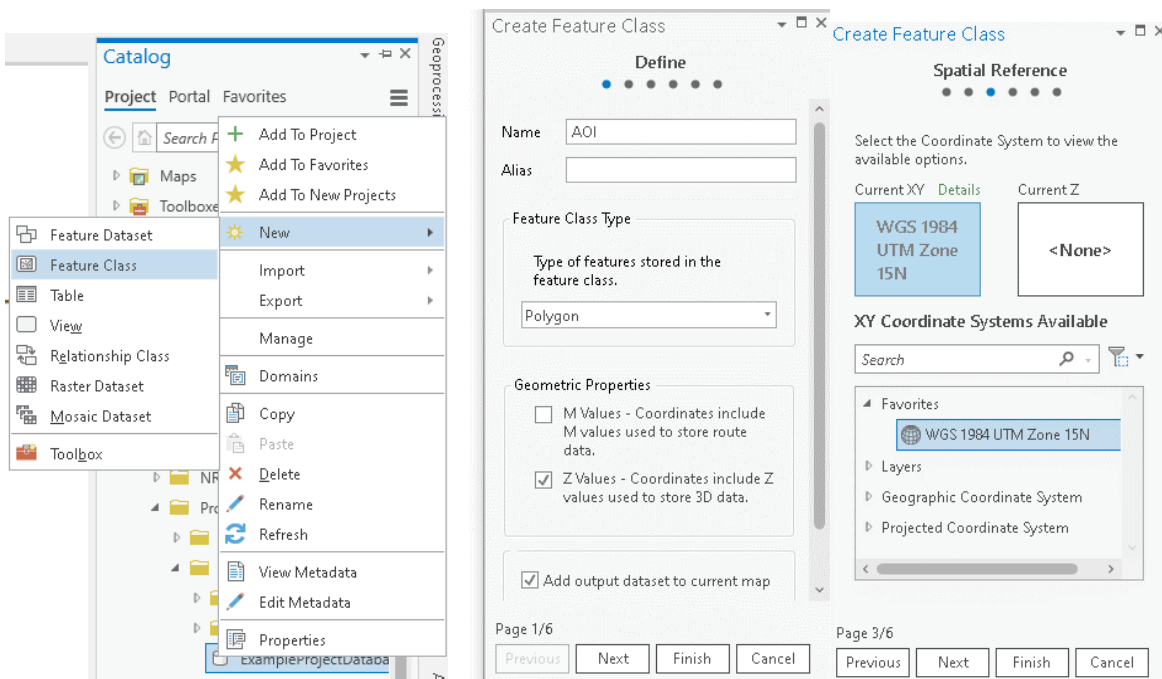 Catalog
Project Portal Favorites
Search
Maps
Add To Project
Add To Favorites
Add To New Projects
New
Import
Export
Manage
Domains
Copy
Paste
Delete
Rename
Refresh
View Metadata
Edit Metadata
Properties
Feature Dataset
Feature Class
Table
View
Relationship Class
Raster Dataset
Mosaic Dataset
Toolbox
Create Feature Class
Define
Name AOI
Alias
Feature Class Type
Type of features stored in the
feature class.
Polygon
Geometric Properties
M Values - Coordinates include
M values used to store route
data.
Z Values - Coordinates include Z
values used to store 3D data.
Add output dataset to current map
Page 1/6
Previous Next Finish Cancel
Create Feature Class
Spatial Reference
Select the Coordinate System to view the
available options.
Current XY Details Current Z
WGS 1984
UTM Zone
15N
<None>
XY Coordinate Systems Available
Search
Favorites
WGS 1984 UTM Zone 15N
Layers
Geographic Coordinate System
Projected Coordinate System
Page 3/6
Previous Next Finish Cancel